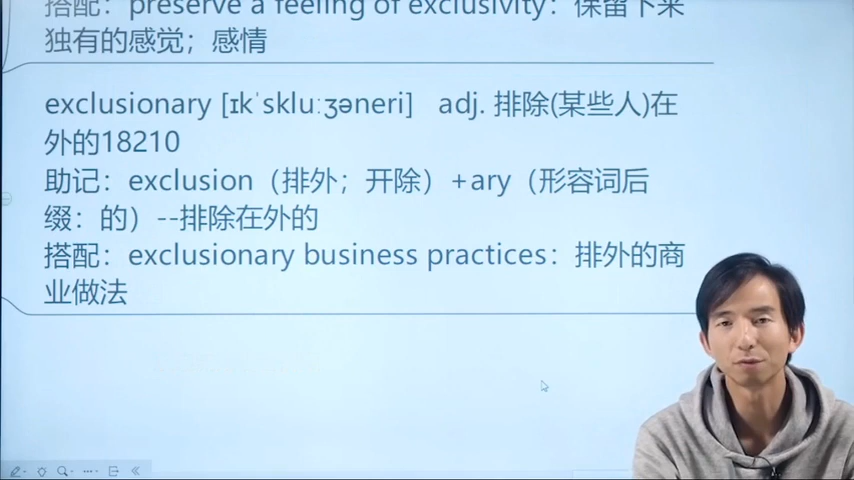 搭配：preserve a feeling of exclusivity：保留下来
独有的感觉；感情
exclusionary [ɪkˈskluːʒəneri] adj. 排除(某些人)在
外的18210
助记：exclusion（排外；开除）+ary（形容词后
缀：的）--排除在外的
搭配：exclusionary business practices：排外的商
业做法